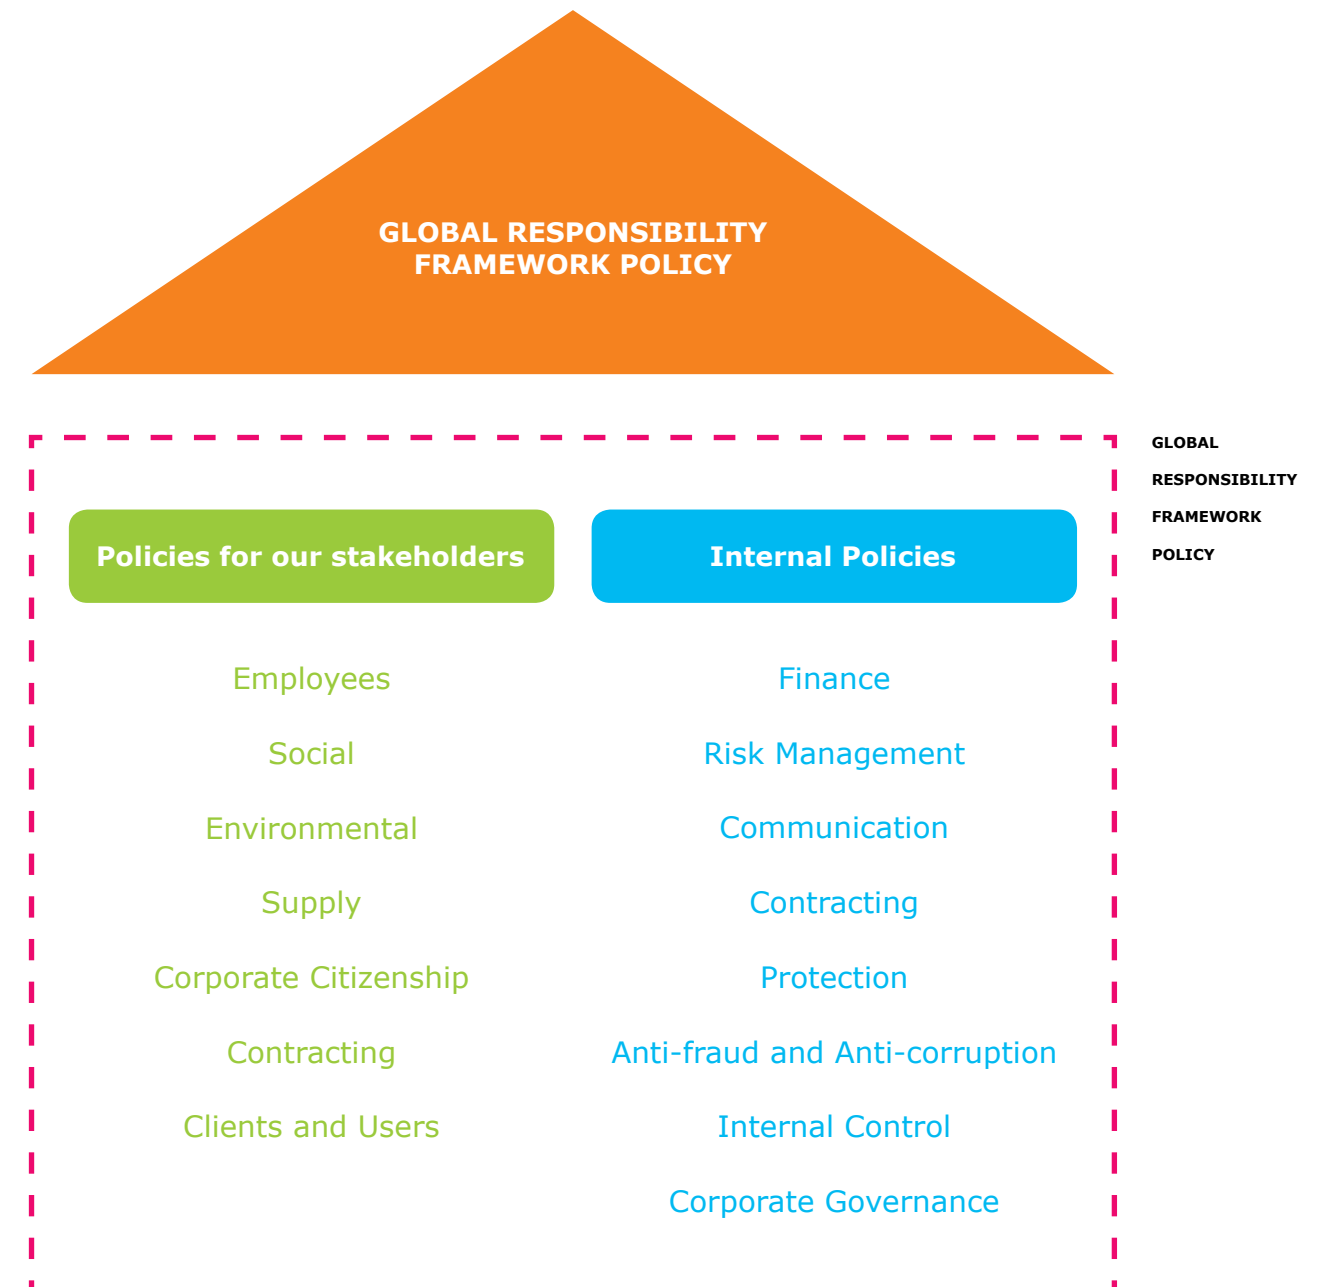 GLOBAL RESPONSIBILITY
FRAMEWORK POLICY
GLOBAL
RESPONSIBILITY
FRAMEWORK
POLICY
Policies for our stakeholders
Employees
Social
Environmental
Supply
Corporate Citizenship
Contracting
Clients and Users
Internal Policies
Finance
Risk Management
Communication
Contracting
Protection
Anti-fraud and Anti-corruption
Internal Control
Corporate Governance